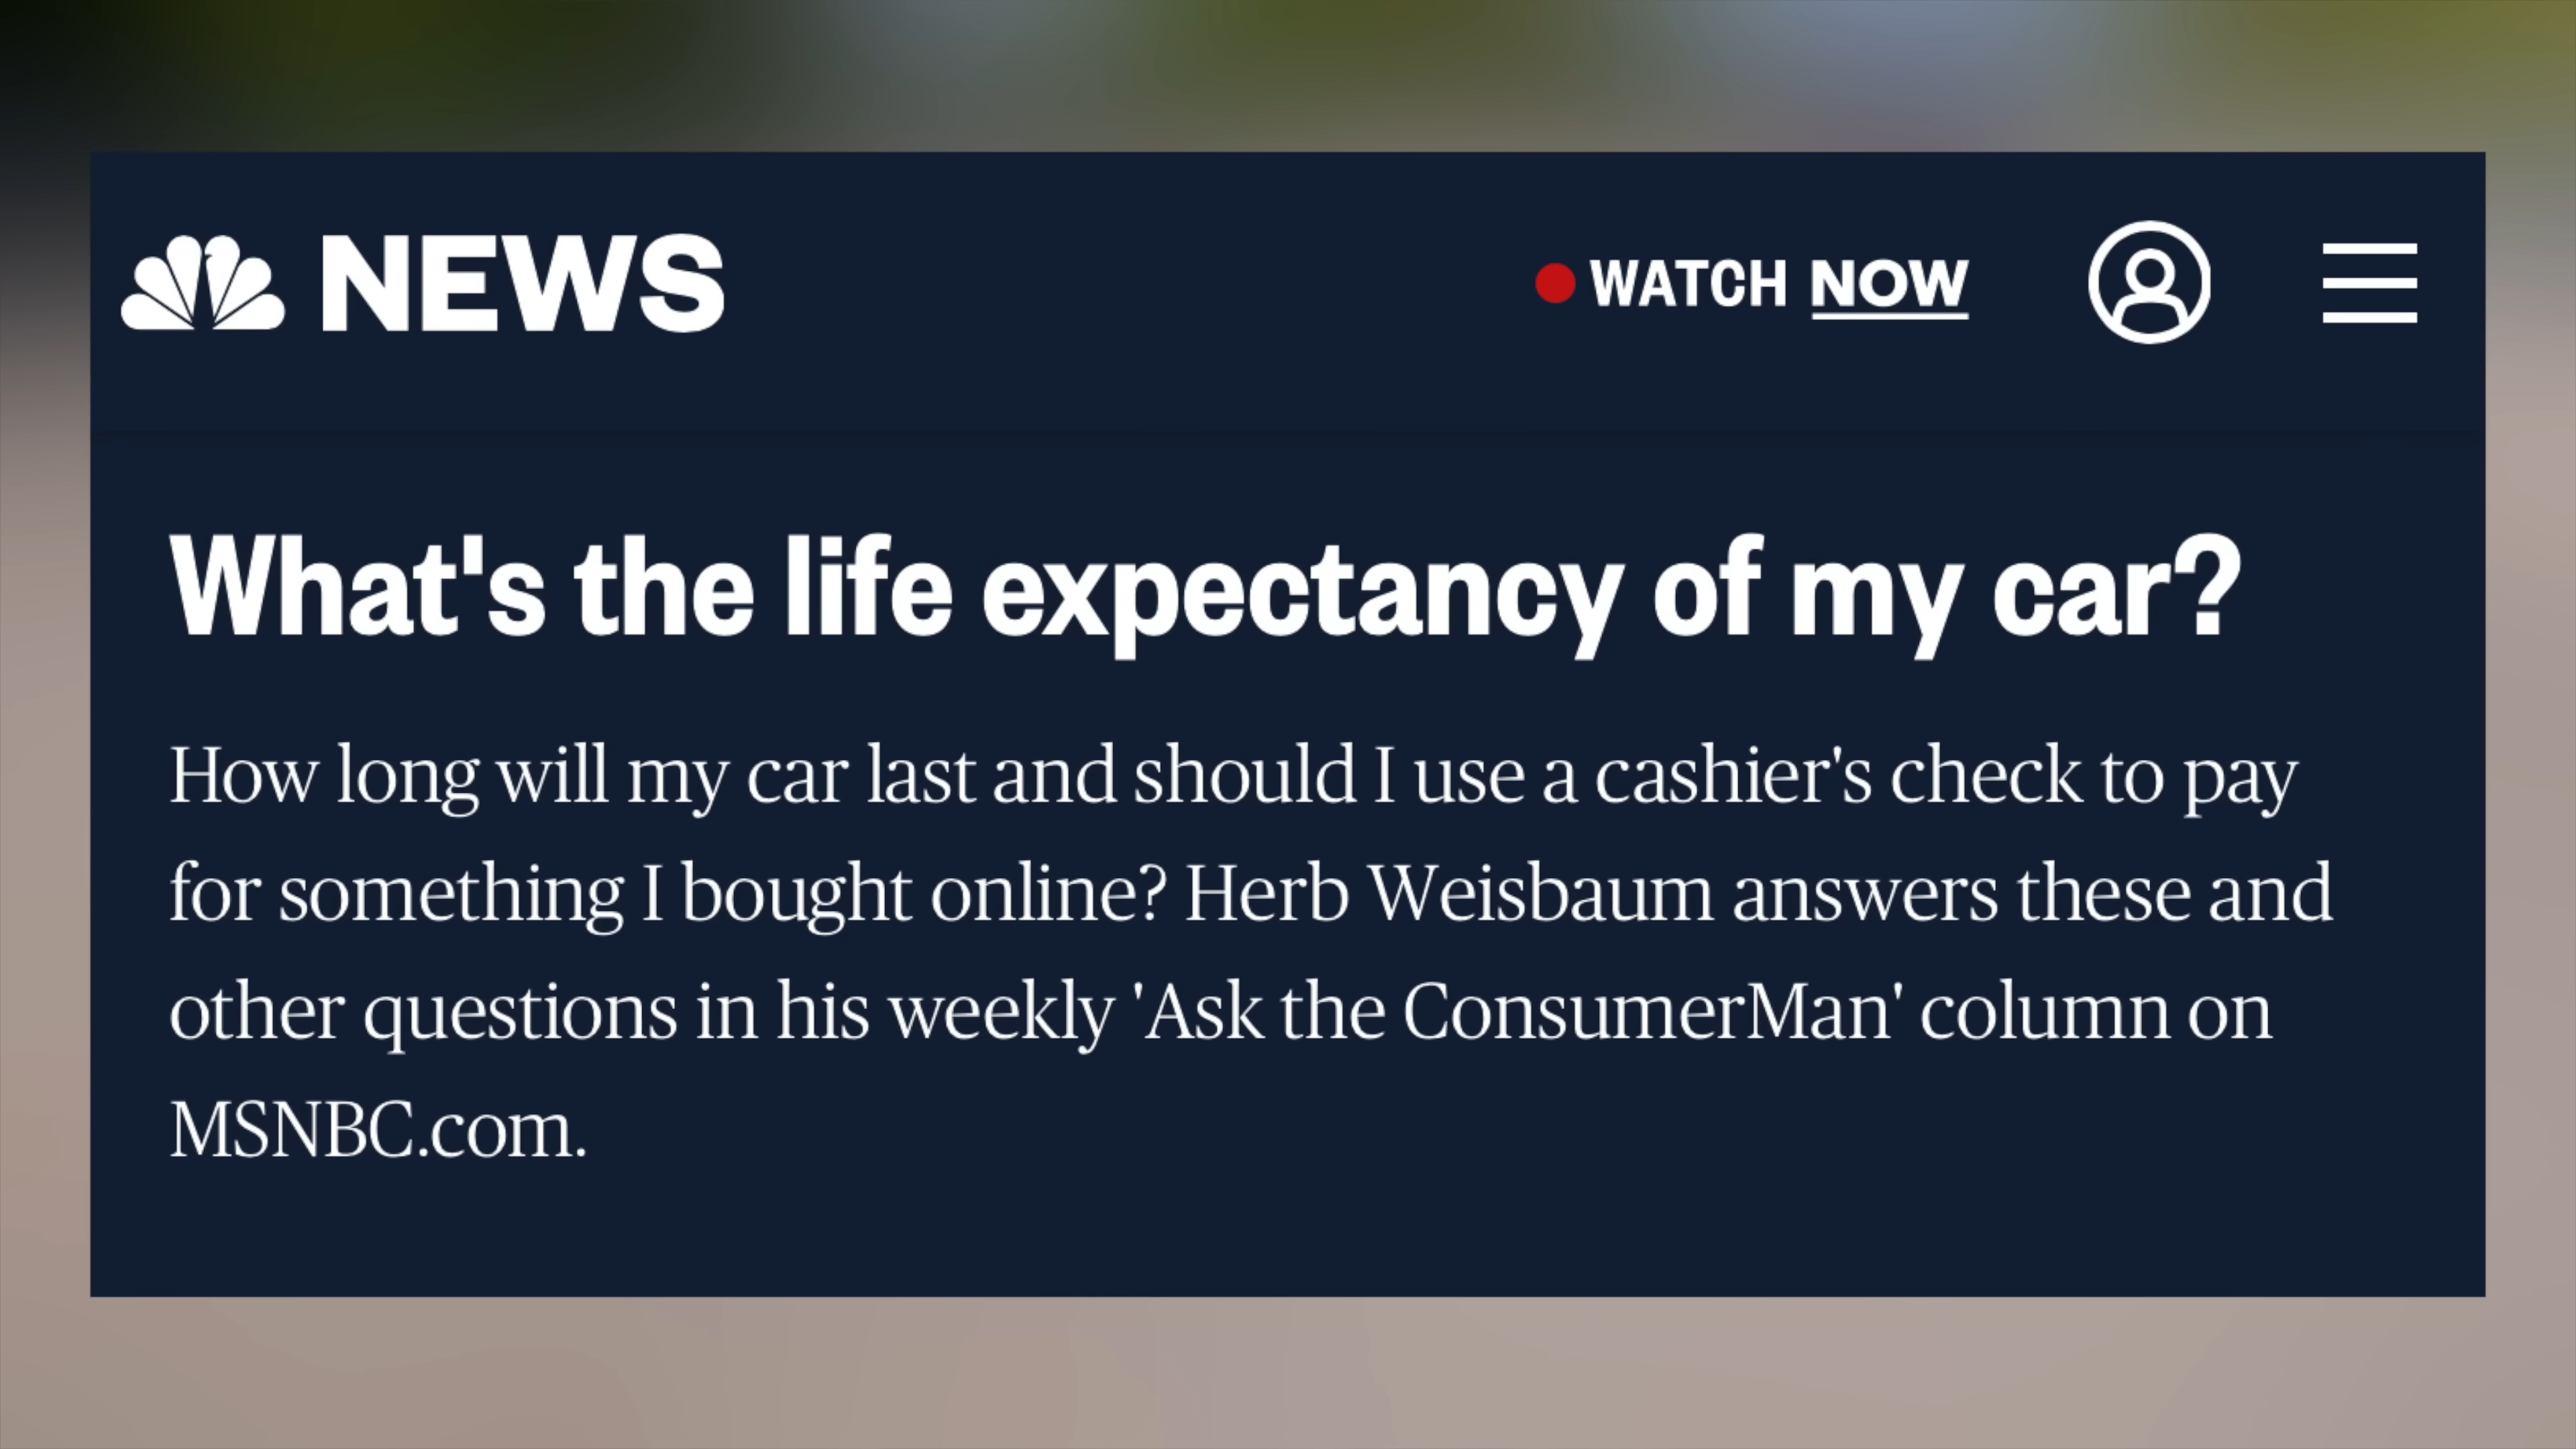 NEWS
WATCH NOW
What's the life expectancy of my car?
How long will my car last and should I use a cashier's check to pay
for something I bought online? Herb Weisbaum answers these and
other questions in his weekly 'Ask the ConsumerMan' column on
MSNBC.com.